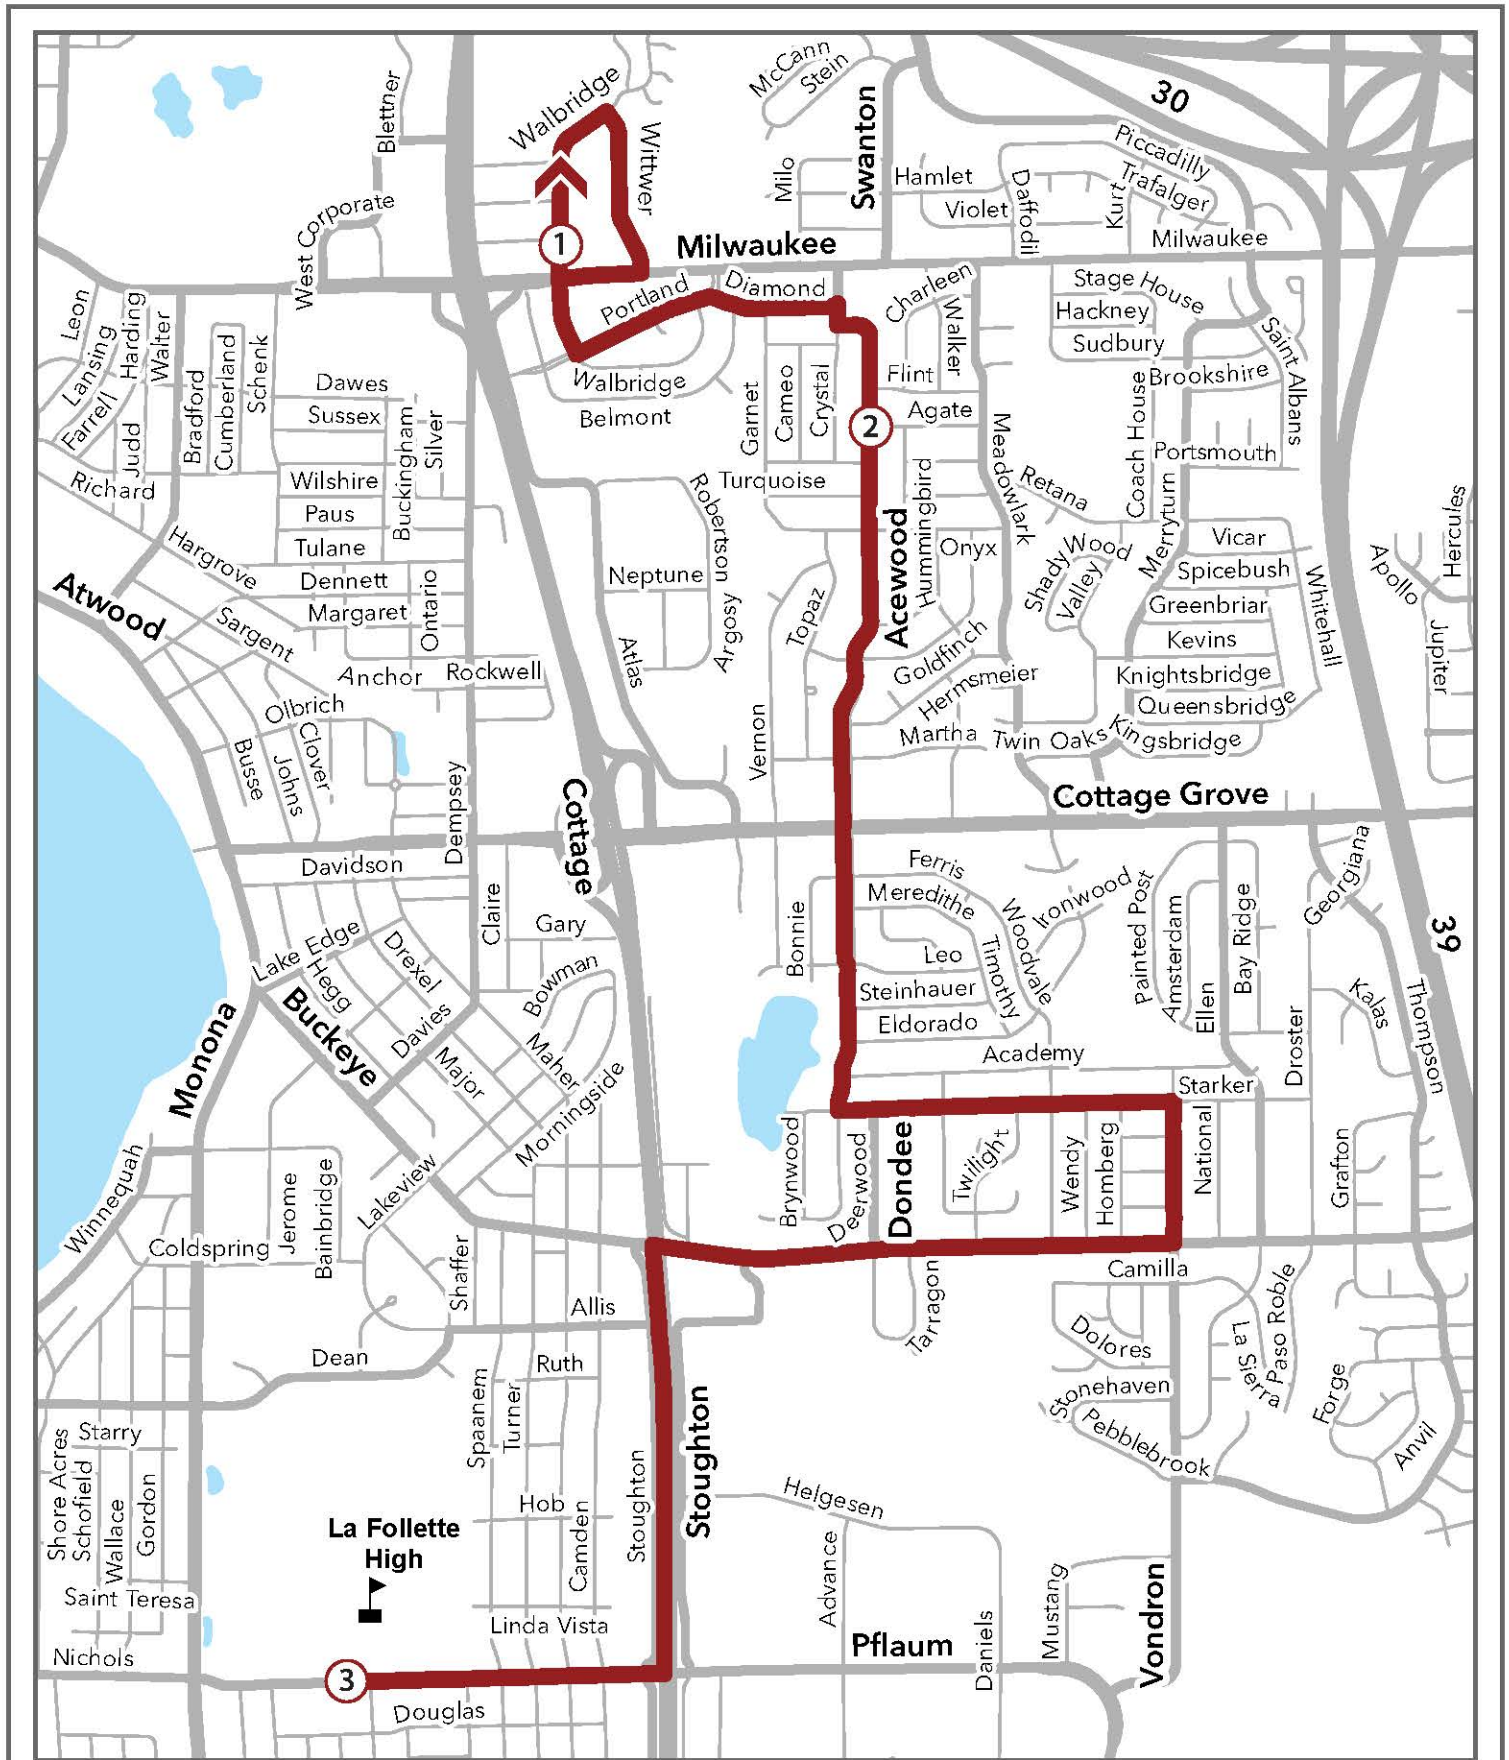 McCann
Stein
30
Blettner
Walbridge
Wittwer
Swanton
Piccadilly
Milo
Hamlet
Daffodil
Kurt
Trafalger
Violet
West Corporate
1
Milwaukee
Milwaukee
Portland
Diamond
Charleen
Stage House
Leon
Harding
Walter
Lansing
Walker
Hackney
Sudbury
Saint Albans
Schenk
Cumberland
Bradford
Farrell
Judd
Dawes
Sussex
Buckingham
Silver
Walbridge
Belmont
Garnet
Cameo
Crystal
Flint
Agate
2
Brookshire
Coach House
Portsmouth
Meadowlark
Richard
Wilshire
Paus
Tulane
Turquoise
Robertson
Retana
Merryturn
Hercules
Apollo
Hargrove
Acewood
Hummingbird
Onyx
Shady Wood
Valley
Vicar
Spicebush
Whitehall
Atwood
Dennett
Margaret
Ontario
Neptune
Argosy
Topaz
Greenbriar
Kevins
Jupiter
Sargent
Atlas
Goldfinch
Anchor
Rockwell
Hermsmeier
Knightsbridge
Queensbridge
Olbrich
Clover
Busse
Johns
Vernon
Martha
Twin Oaks
Kingsbridge
Dempsey
Cottage
Cottage Grove
Davidson
Claire
Gary
Ferris
Meredithe
Ironwood
Woodvale
Timothy
Painted Post
Amsterdam
Bay Ridge
Georgiana
39
Lake Edge
Hegg
Drexel
Bowman
Bonnie
Leo
Steinhauer
Eldorado
Ellen
Kalas
Thompson
Monona
Buckeye
Davies
Major
Maher
Morningside
Academy
Starker
Droster
Winnequah
Jerome
Bainbridge
Lakeview
Brynwood
Deerwood
Dondee
Twilight
Wendy
Homberg
National
Grafton
Coldspring
Shaffer
Camilla
Allis
Tarragon
Dolores
La Sierra
Paso Roble
Dean
Ruth
Spaanem
Turner
Stonehaven
Pebblebrook
Forge
Anvil
Shore Acres
Starry
Schofield
Wallace
Gordon
Stoughton
Stoughton
Helgesen
Hob
Camden
La Follette
High
Advance
Mustang
Vondron
Saint Teresa
Linda Vista
Nichols
Pflaum
Daniels
3
Douglas